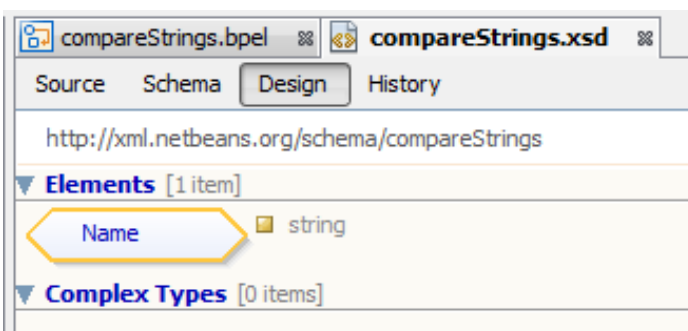 compareStrings.bpel compareStrings.xsd
Source Schema Design History
http://xml.netbeans.org/schema/compareStrings
Elements [1 item]
Name string
Complex Types [0 items]